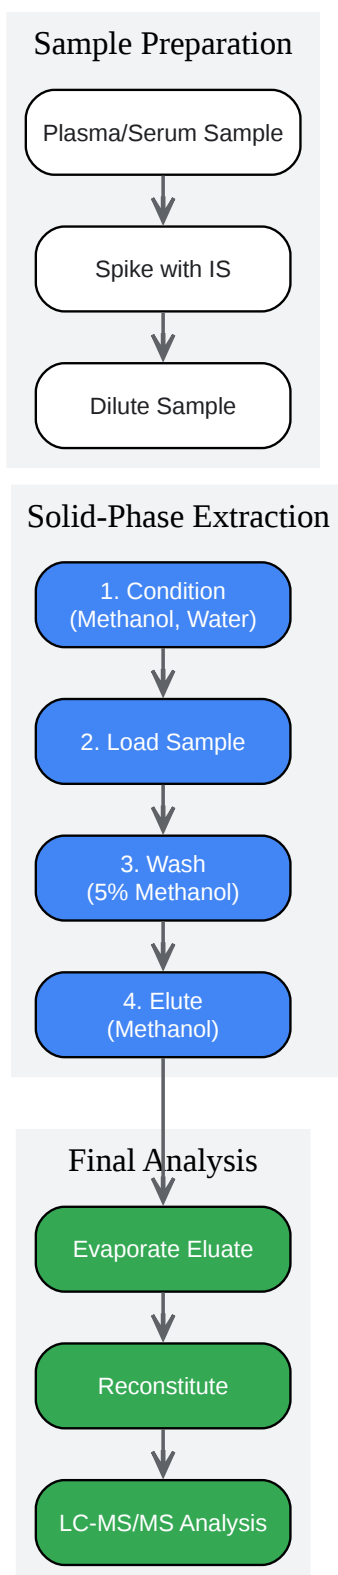 Sample Preparation
Plasma/Serum Sample
Spike with IS
Dilute Sample
Solid-Phase Extraction
1. Condition
(Methanol, Water)
2. Load Sample
3. Wash
(5% Methanol)
4. Elute
(Methanol)
Final Analysis
Evaporate Eluate
Reconstitute
LC-MS/MS Analysis